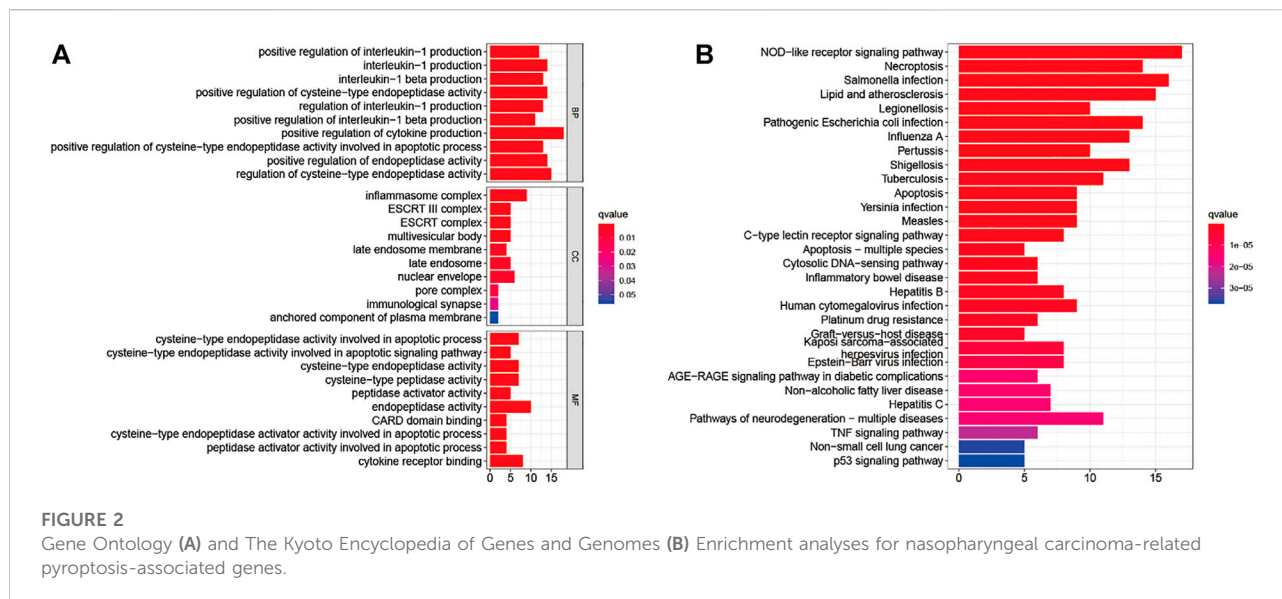 A
positive regulation of interleukin-1 production
interleukin-1 production
interleukin-1 beta production
positive regulation of cysteine-type endopeptidase activity
regulation of interleukin-1 production
positive regulation of interleukin-1 beta production
positive regulation of cytokine production
positive regulation of cysteine-type endopeptidase activity involved in apoptotic process
positive regulation of endopeptidase activity
regulation of cysteine-type endopeptidase activity
BP
inflammasome complex
ESCRT III complex
ESCRT complex
multivesicular body
late endosome membrane
late endosome
nuclear envelope
pore complex
immunological synapse
anchored component of plasma membrane
CC
cysteine-type endopeptidase activity involved in apoptotic process
cysteine-type endopeptidase activity involved in apoptotic signaling pathway
cysteine-type endopeptidase activity
cysteine-type peptidase activity
peptidase activator activity
endopeptidase activity
CARD domain binding
cysteine-type endopeptidase activator activity involved in apoptotic process
peptidase activator activity involved in apoptotic process
cytokine receptor binding
MF
0 5 10 15
qvalue
0.01
0.02
0.03
0.04
0.05
B
NOD-like receptor signaling pathway
Necroptosis
Salmonella infection
Lipid and atherosclerosis
Legionellosis
Pathogenic Escherichia coli infection
Influenza A
Pertussis
Shigellosis
Tuberculosis
Apoptosis
Yersinia infection
Measles
C-type lectin receptor signaling pathway
Apoptosis - multiple species
Cytosolic DNA-sensing pathway
Inflammatory bowel disease
Hepatitis B
Human cytomegalovirus infection
Platinum drug resistance
Graft-versus-host disease
Kaposi sarcoma-associated
herpesvirus infection
Epstein-Barr virus infection
AGE-RAGE signaling pathway in diabetic complications
Non-alcoholic fatty liver disease
Hepatitis C
Pathways of neurodegeneration - multiple diseases
TNF signaling pathway
Non-small cell lung cancer
p53 signaling pathway
0 5 10 15
qvalue
1e-05
2e-05
3e-05
FIGURE 2
Gene Ontology (A) and The Kyoto Encyclopedia of Genes and Genomes (B) Enrichment analyses for nasopharyngeal carcinoma-related
pyroptosis-associated genes.